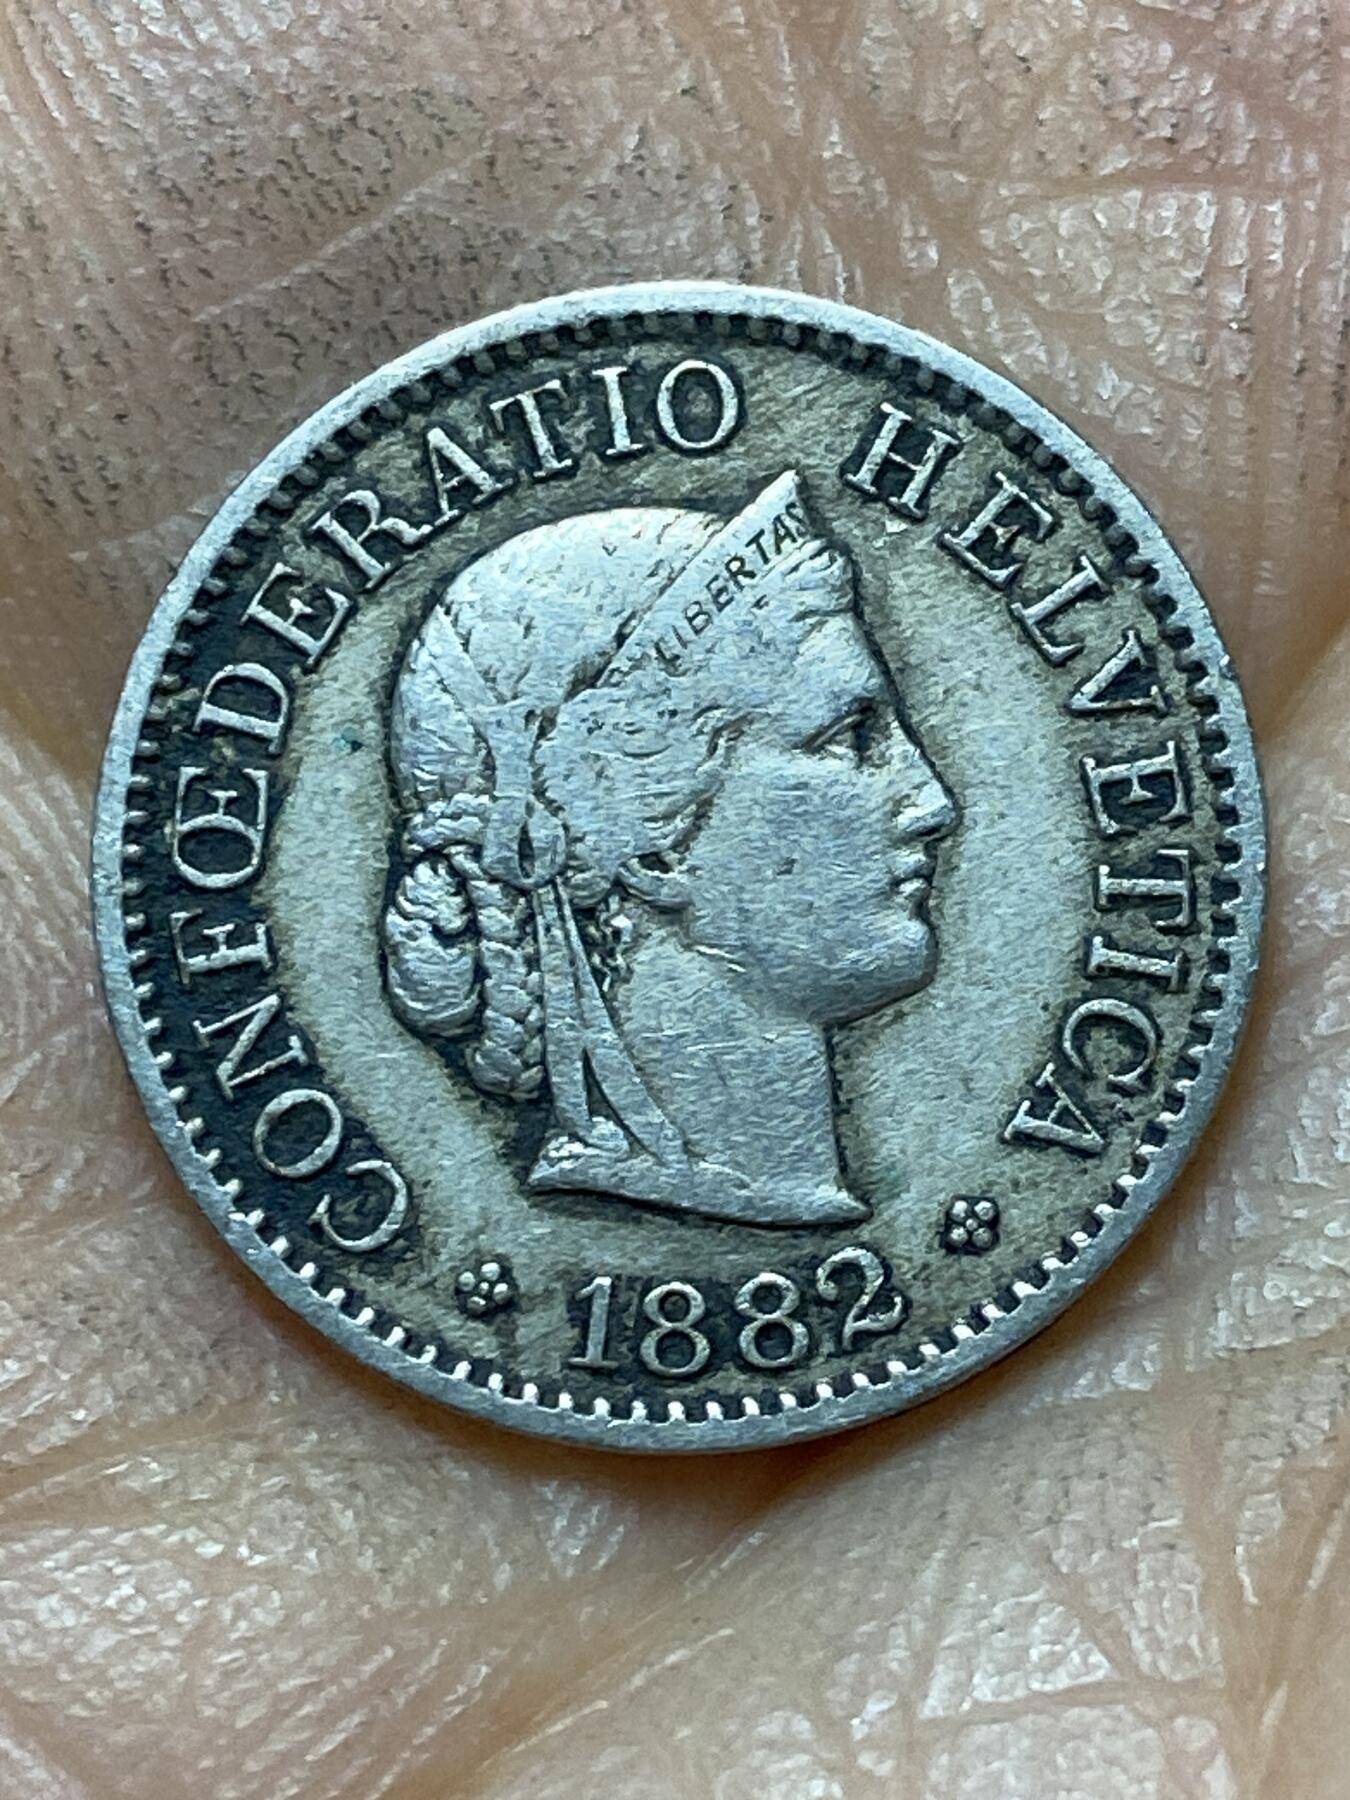 CONFŒDERATIO HELVETICA
LIBERTAS
1882